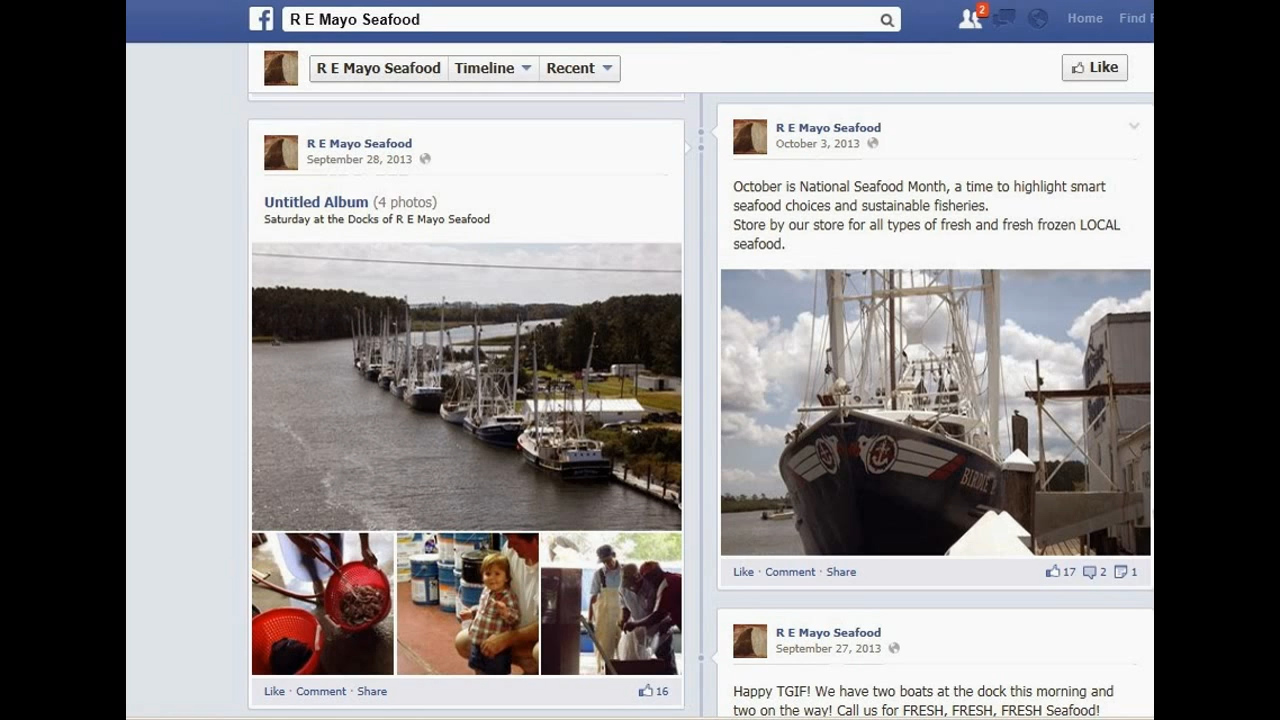 R E Mayo Seafood
2
Home
Find F
R E Mayo Seafood
Timeline
Recent
Like
R E Mayo Seafood
September 28, 2013
Untitled Album (4 photos)
Saturday at the Docks of R E Mayo Seafood
Like · Comment · Share
16
R E Mayo Seafood
October 3, 2013
October is National Seafood Month, a time to highlight smart
seafood choices and sustainable fisheries.
Store by our store for all types of fresh and fresh frozen LOCAL
seafood.
BIRDIE
Like · Comment · Share
17 2 1
R E Mayo Seafood
September 27, 2013
Happy TGIF! We have two boats at the dock this morning and
two on the way! Call us for FRESH, FRESH, FRESH Seafood!